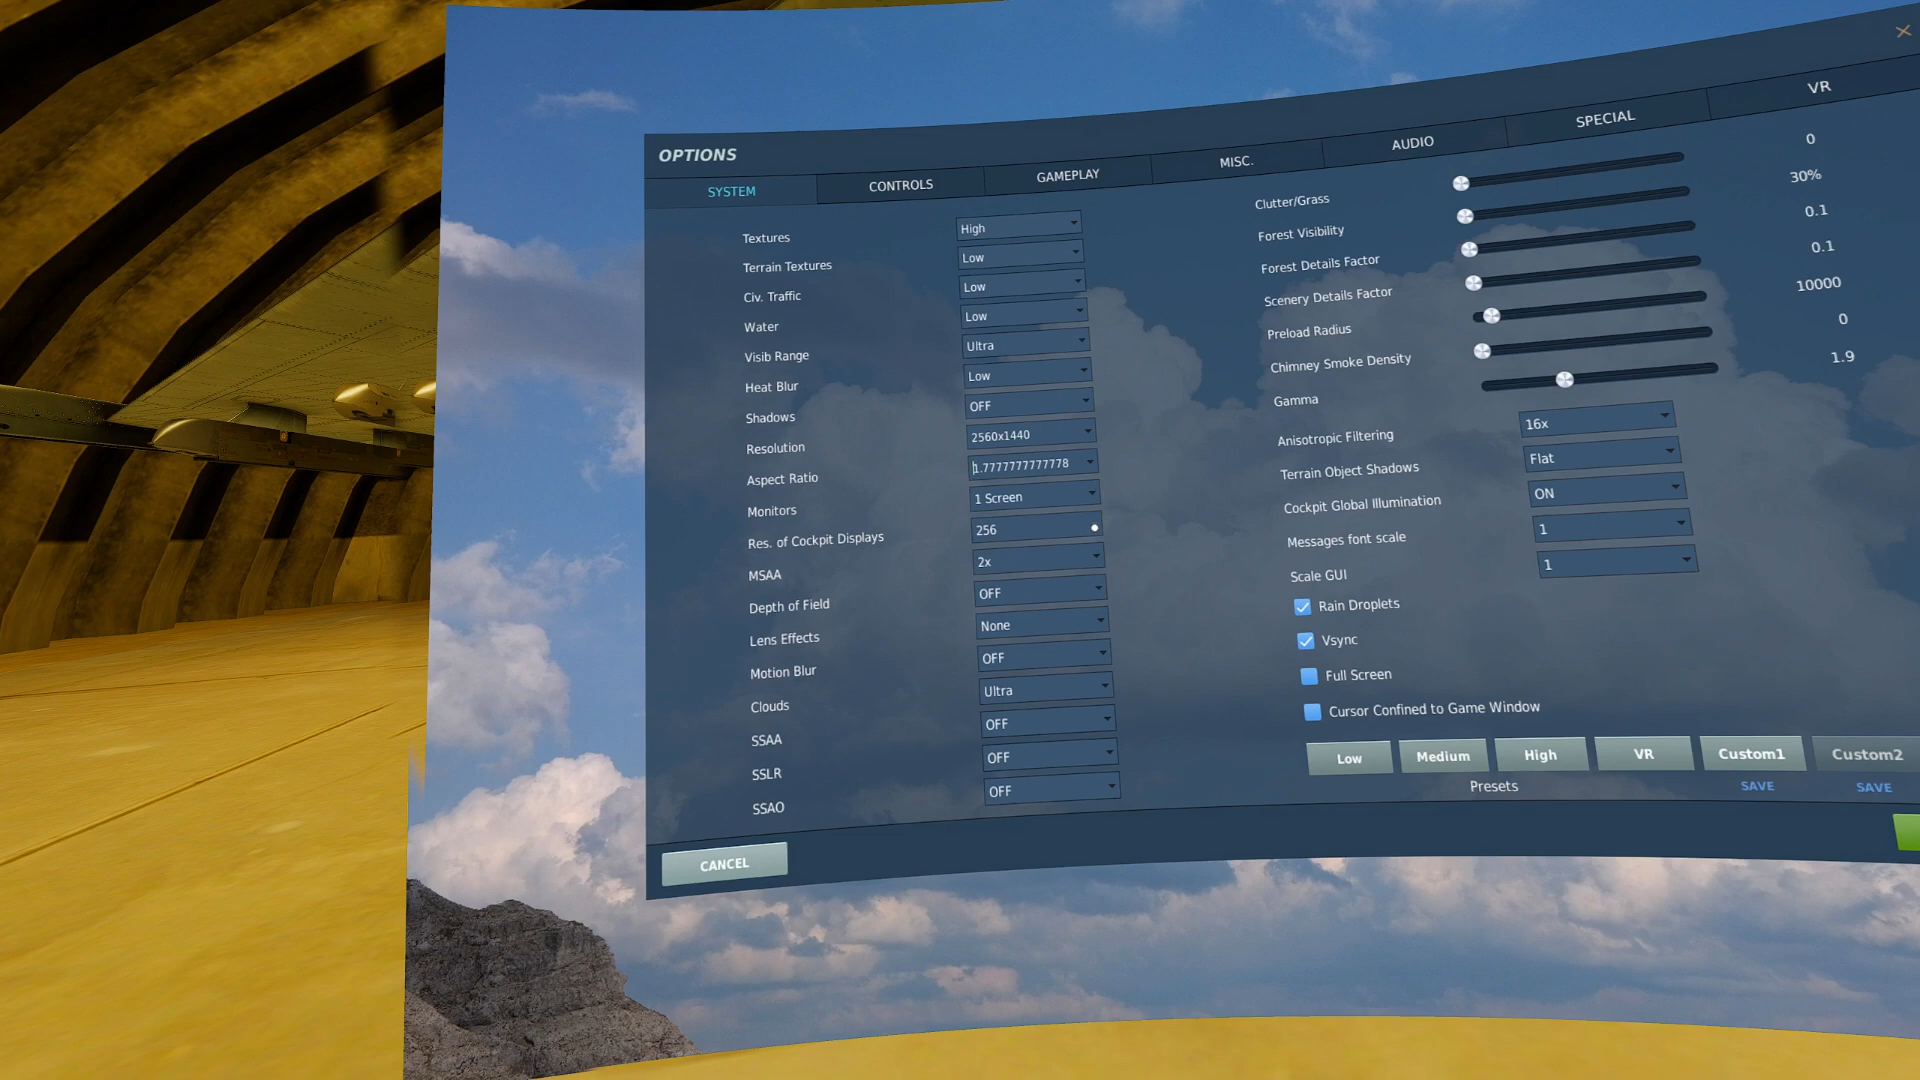 OPTIONS
SYSTEM
CONTROLS
GAMEPLAY
MISC.
AUDIO
SPECIAL
VR
Textures High
Terrain Textures Low
Civ. Traffic Low
Water Low
Visib Range Ultra
Heat Blur Low
Shadows OFF
Resolution 2560x1440
Aspect Ratio 1.7777777777778
Monitors 1 Screen
Res. of Cockpit Displays 256
MSAA 2x
Depth of Field OFF
Lens Effects None
Motion Blur OFF
Clouds Ultra
SSAA OFF
SSLR OFF
SSAO OFF
Clutter/Grass 0
Forest Visibility 30%
Forest Details Factor 0.1
Scenery Details Factor 0.1
Preload Radius 10000
Chimney Smoke Density 0
Gamma 1.9
Anisotropic Filtering 16x
Terrain Object Shadows Flat
Cockpit Global Illumination ON
Messages font scale 1
Scale GUI 1
Rain Droplets
Vsync
Full Screen
Cursor Confined to Game Window
Low Medium High VR Custom1 Custom2
Presets SAVE SAVE
CANCEL